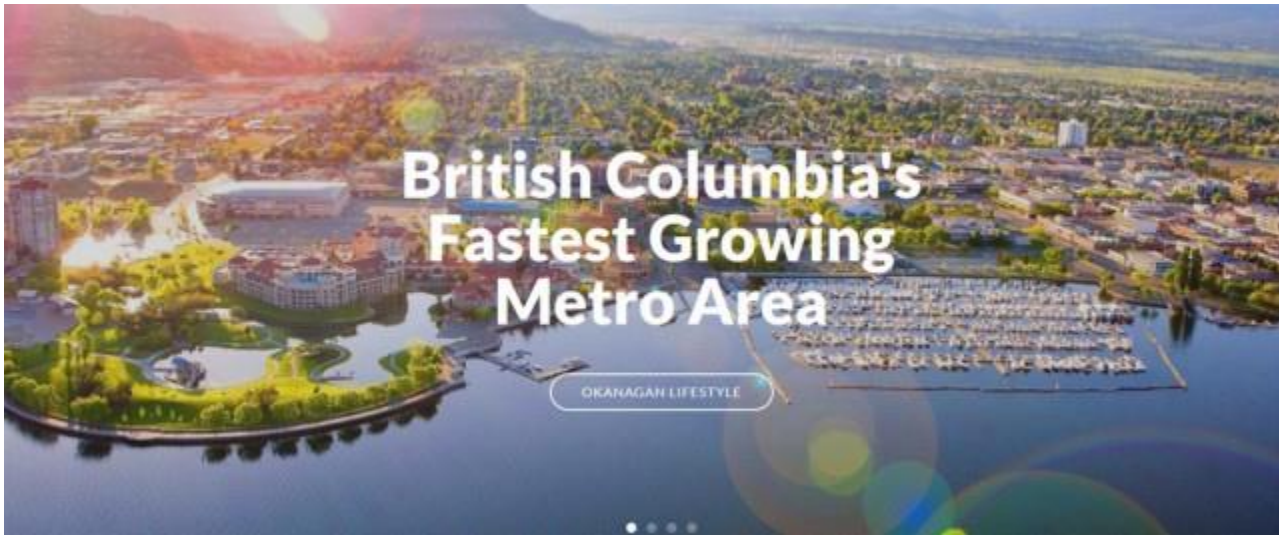 British Columbia's
Fastest Growing
Metro Area
OKANAGAN LIFESTYLE